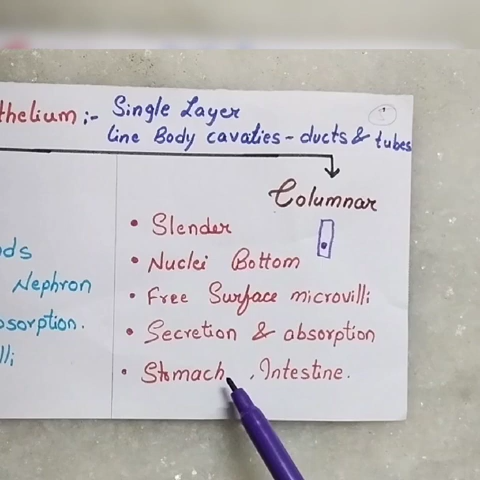 thelium:- Single Layer
line Body cavaties - ducts & tubes
Columnar
• Slender
• Nuclei Bottom
• Free Surface microvilli
• Secretion & absorption
• Stomach, Intestine.
ds
Nephron
sorption.
lli